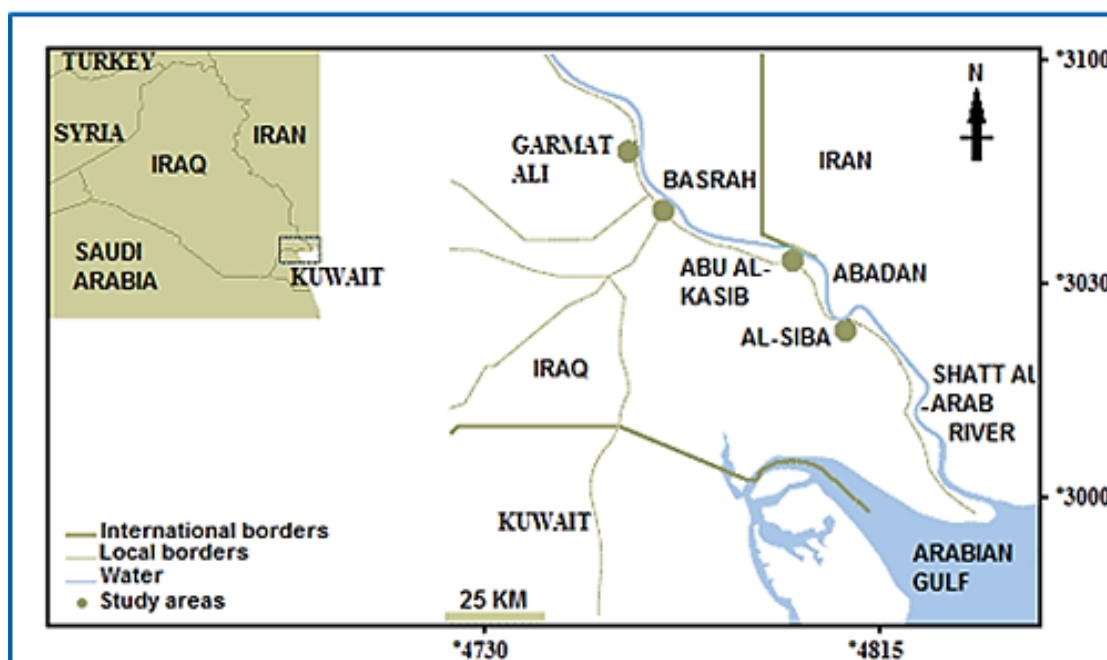 TURKEY
SYRIA
IRAN
IRAQ
SAUDI
ARABIA
KUWAIT
GARMAT
ALI
BASRAH
IRAN
N
ABU AL-
KASIB
ABADAN
AL-SIBA
IRAQ
SHATT AL
-ARAB
RIVER
KUWAIT
ARABIAN
GULF
International borders
Local borders
Water
Study areas
25 KM
*3100
*3030
*3000
*4730
*4815